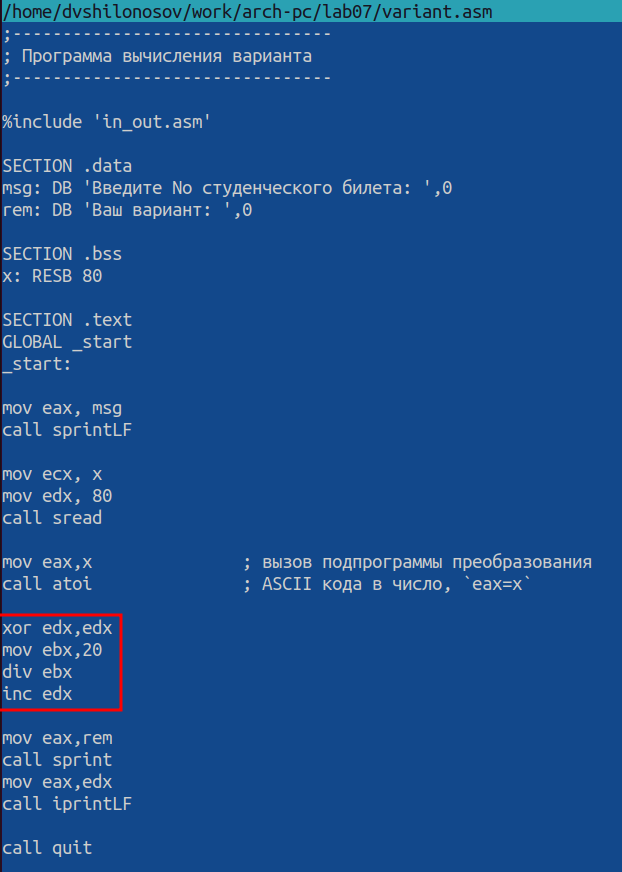 /home/dvshilonosov/work/arch-pc/lab07/variant.asm
;--------------------------------
; Программа вычисления варианта
;--------------------------------
%include 'in_out.asm'
SECTION .data
msg: DB 'Введите No студенческого билета: ',0
rem: DB 'Ваш вариант: ',0
SECTION .bss
x: RESB 80
SECTION .text
GLOBAL _start
_start:
mov eax, msg
call sprintLF
mov ecx, x
mov edx, 80
call sread
mov eax,x ; вызов подпрограммы преобразования
call atoi ; ASCII кода в число, `eax=x`
xor edx,edx
mov ebx,20
div ebx
inc edx
mov eax,rem
call sprint
mov eax,edx
call iprintLF
call quit